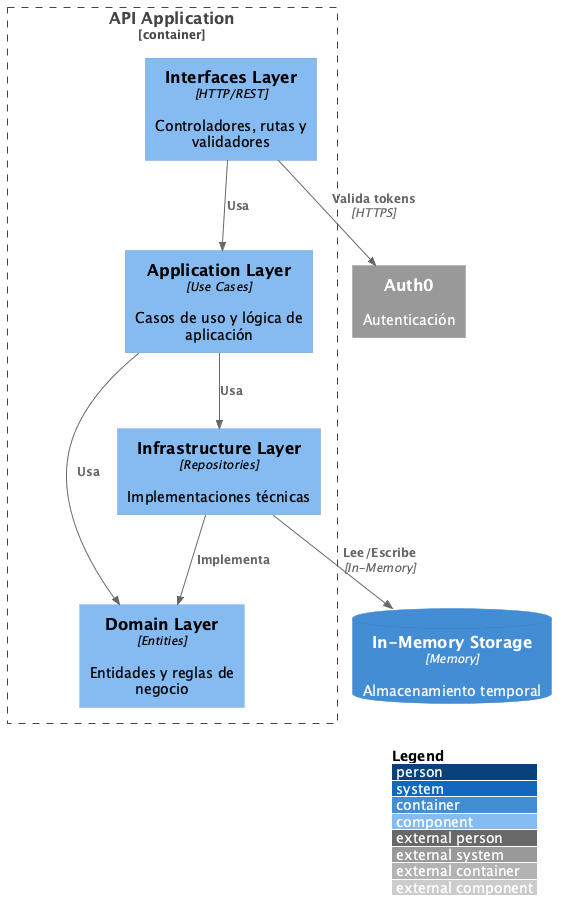 API Application
[container]
Interfaces Layer
[HTTP/REST]
Controladores, rutas y
validadores
Valida tokens
[HTTPS]
Usa
Application Layer
[Use Cases]
Casos de uso y lógica de
aplicación
Auth0
Autenticación
Usa
Usa
Infrastructure Layer
[Repositories]
Implementaciones técnicas
Implementa
Lee/Escribe
[In-Memory]
Domain Layer
[Entities]
Entidades y reglas de
negocio
In-Memory Storage
[Memory]
Almacenamiento temporal
Legend
person
system
container
component
external person
external system
external container
external component